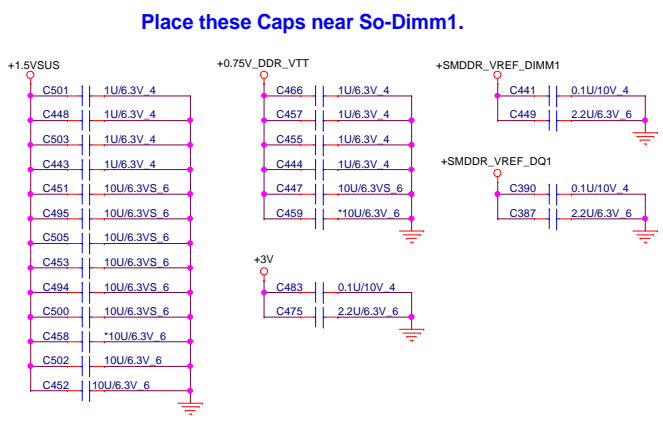 Place these Caps near So-Dimm1.
+1.5VSUS
C501 1U/6.3V_4
C448 1U/6.3V_4
C503 1U/6.3V_4
C443 1U/6.3V_4
C451 10U/6.3VS_6
C495 10U/6.3VS_6
C505 10U/6.3VS_6
C453 10U/6.3VS_6
C494 10U/6.3VS_6
C500 10U/6.3VS_6
C458 *10U/6.3V_6
C502 10U/6.3V_6
C452 10U/6.3V_6
+0.75V_DDR_VTT
C466 1U/6.3V_4
C457 1U/6.3V_4
C455 1U/6.3V_4
C444 1U/6.3V_4
C447 10U/6.3VS_6
C459 *10U/6.3V_6
+3V
C483 0.1U/10V_4
C475 2.2U/6.3V_6
+SMDDR_VREF_DIMM1
C441 0.1U/10V_4
C449 2.2U/6.3V_6
+SMDDR_VREF_DQ1
C390 0.1U/10V_4
C387 2.2U/6.3V_6